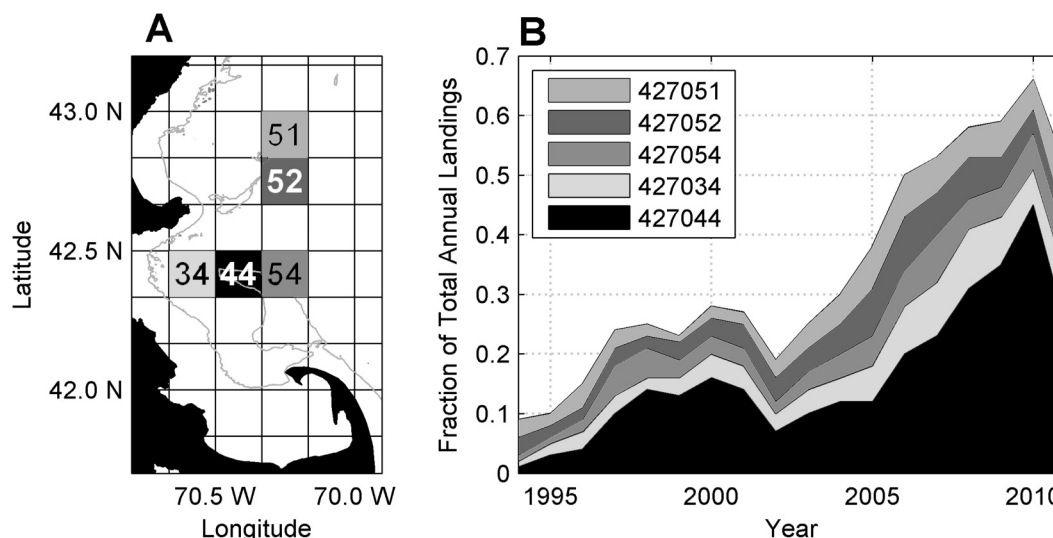 A
43.0 N
42.5 N
42.0 N
Latitude
51
52
34 44 54
70.5 W 70.0 W
Longitude
B
0.7
0.6
0.5
0.4
0.3
0.2
0.1
0
Fraction of Total Annual Landings
427051
427052
427054
427034
427044
1995 2000 2005 2010
Year